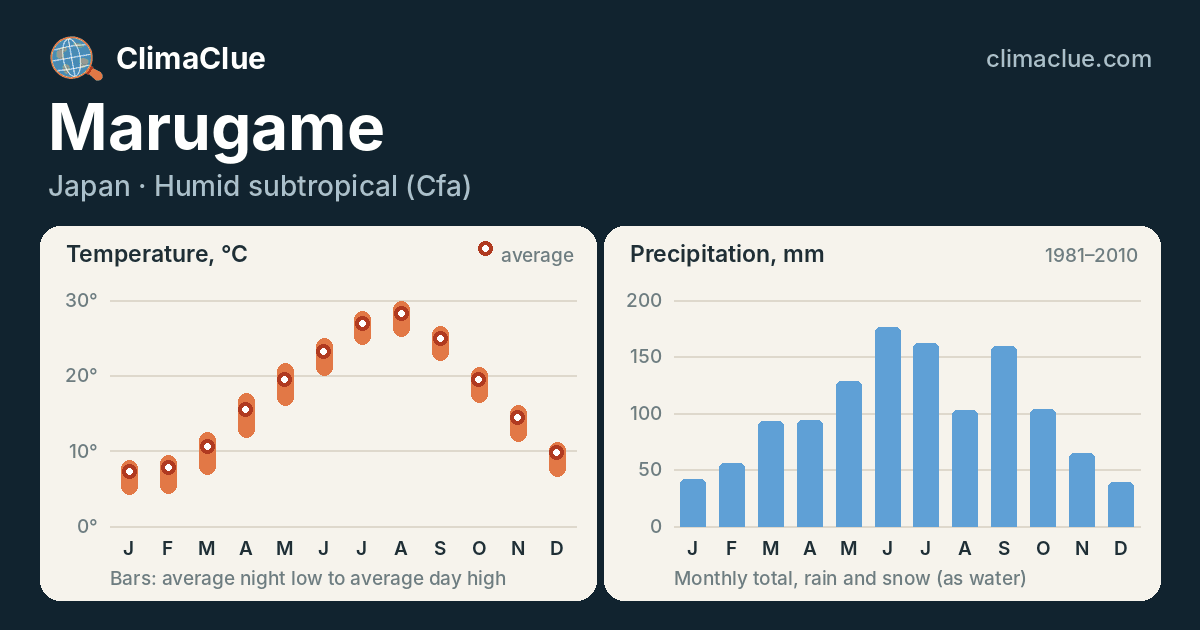 ClimaClue
climaclue.com
Marugame
Japan · Humid subtropical (Cfa)
Temperature, °C
average
30°
20°
10°
0°
J F M A M J J A S O N D
Bars: average night low to average day high
Precipitation, mm
1981–2010
200
150
100
50
0
J F M A M J J A S O N D
Monthly total, rain and snow (as water)